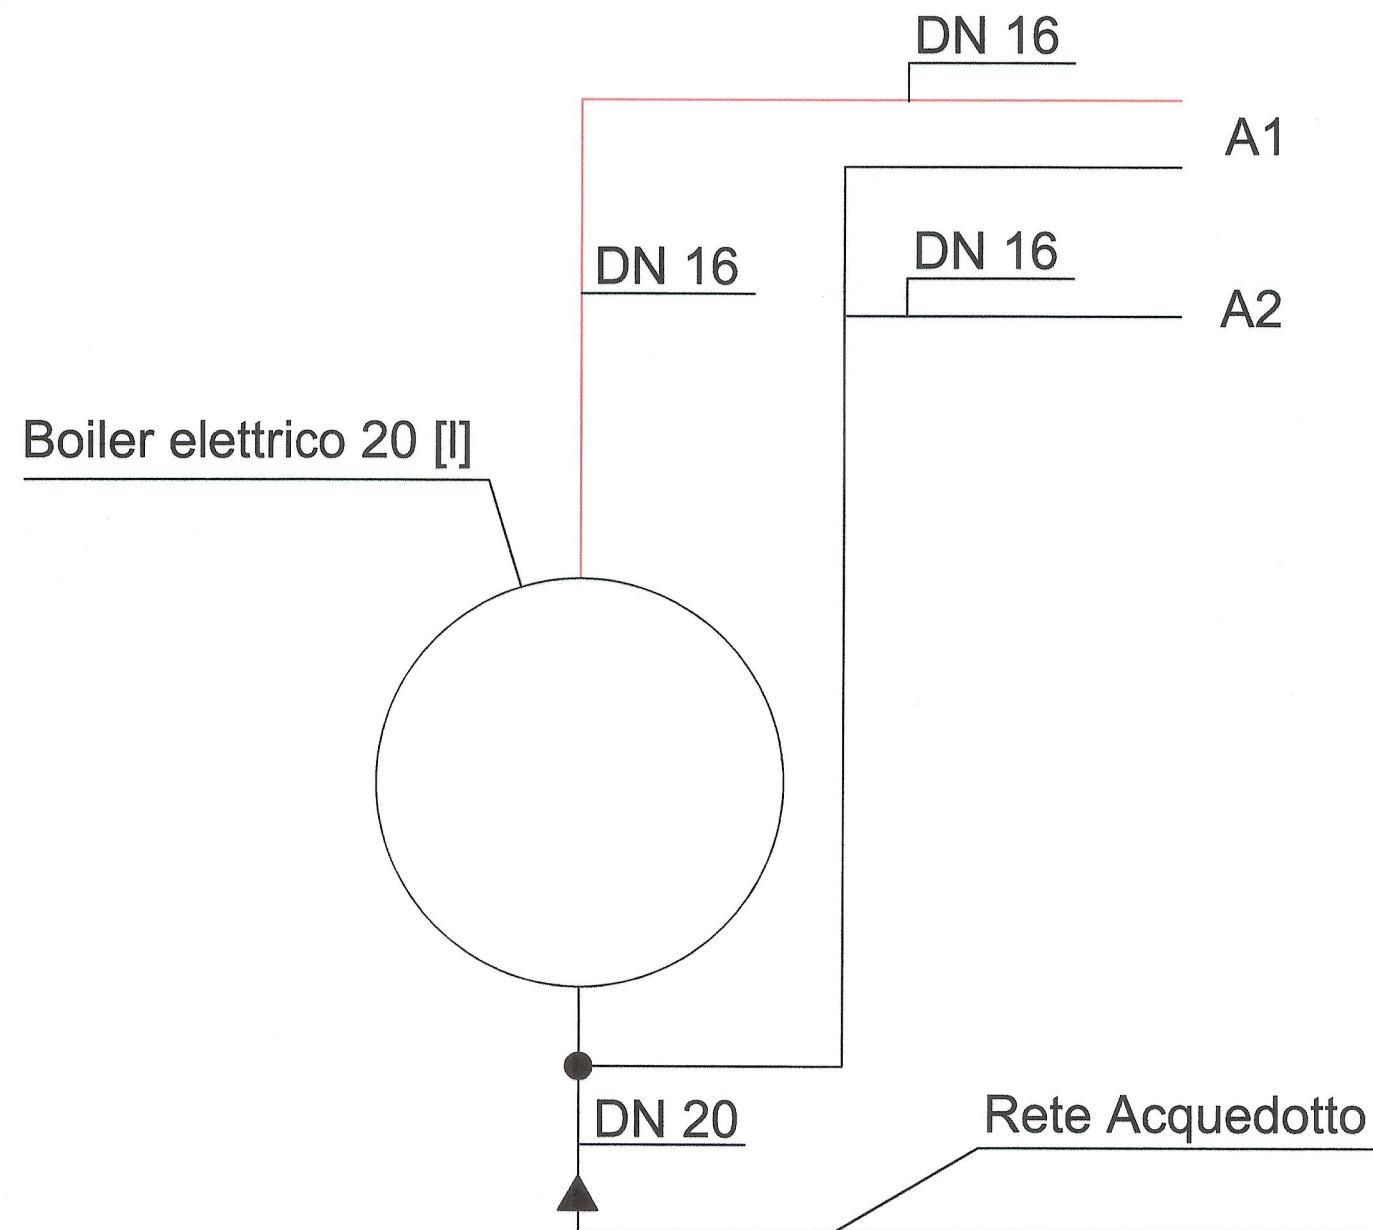 DN 16
A1
DN 16
DN 16
A2
Boiler elettrico 20 [l]
DN 20
Rete Acquedotto